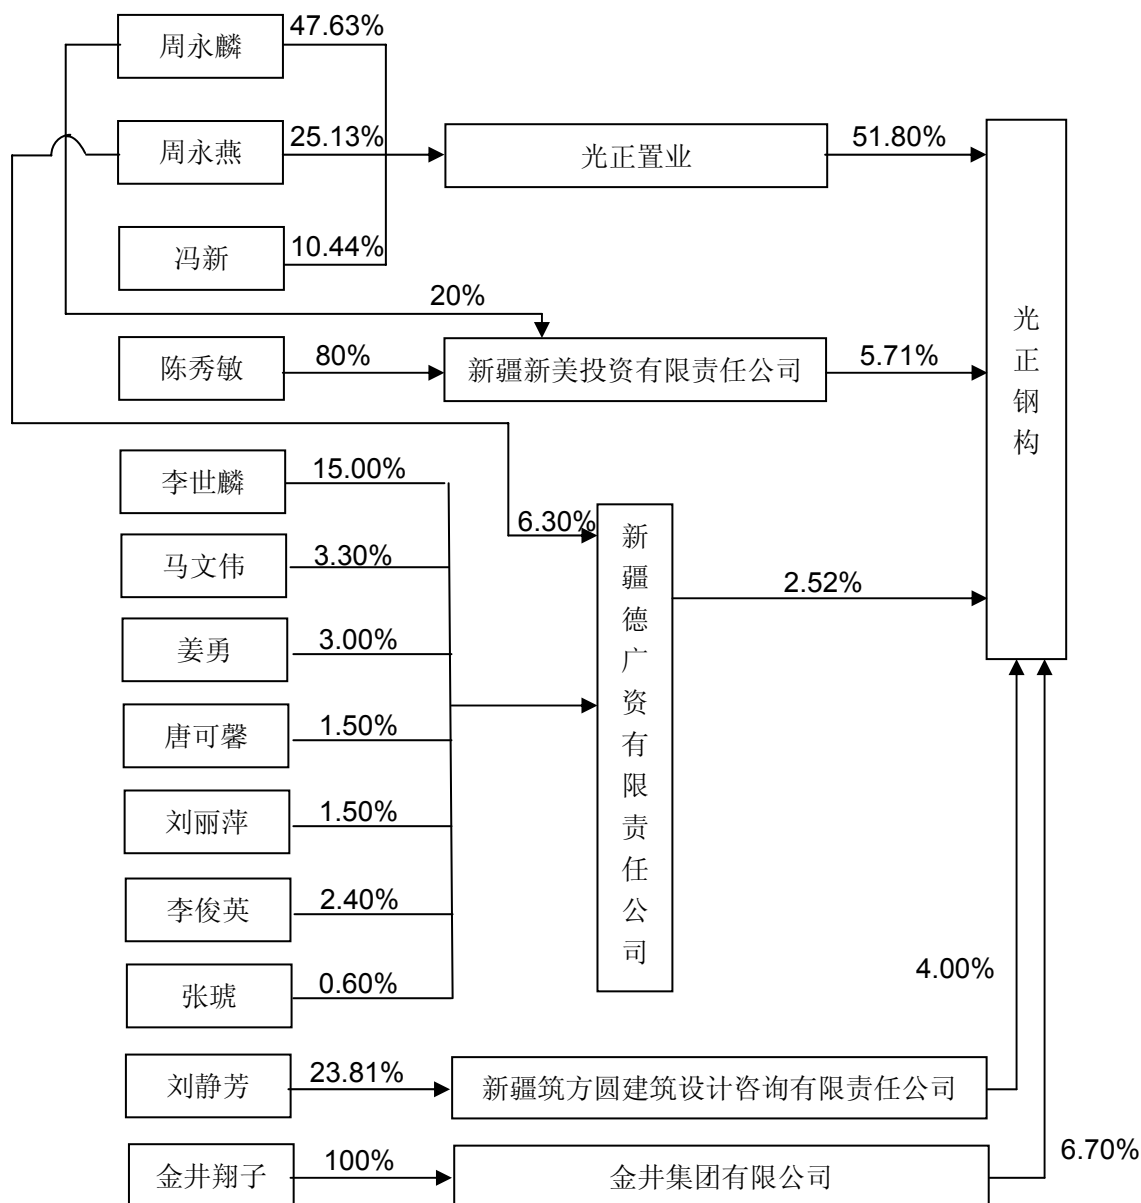 周永麟
47.63%
周永燕
25.13%
光正置业
51.80%
冯新
10.44%
20%
陈秀敏
80%
新疆新美投资有限责任公司
5.71%
光正钢构
李世麟
15.00%
6.30%
新疆德广资有限责任公司
马文伟
3.30%
2.52%
姜勇
3.00%
唐可馨
1.50%
刘丽萍
1.50%
李俊英
2.40%
张琥
0.60%
4.00%
刘静芳
23.81%
新疆筑方圆建筑设计咨询有限责任公司
金井翔子
100%
金井集团有限公司
6.70%